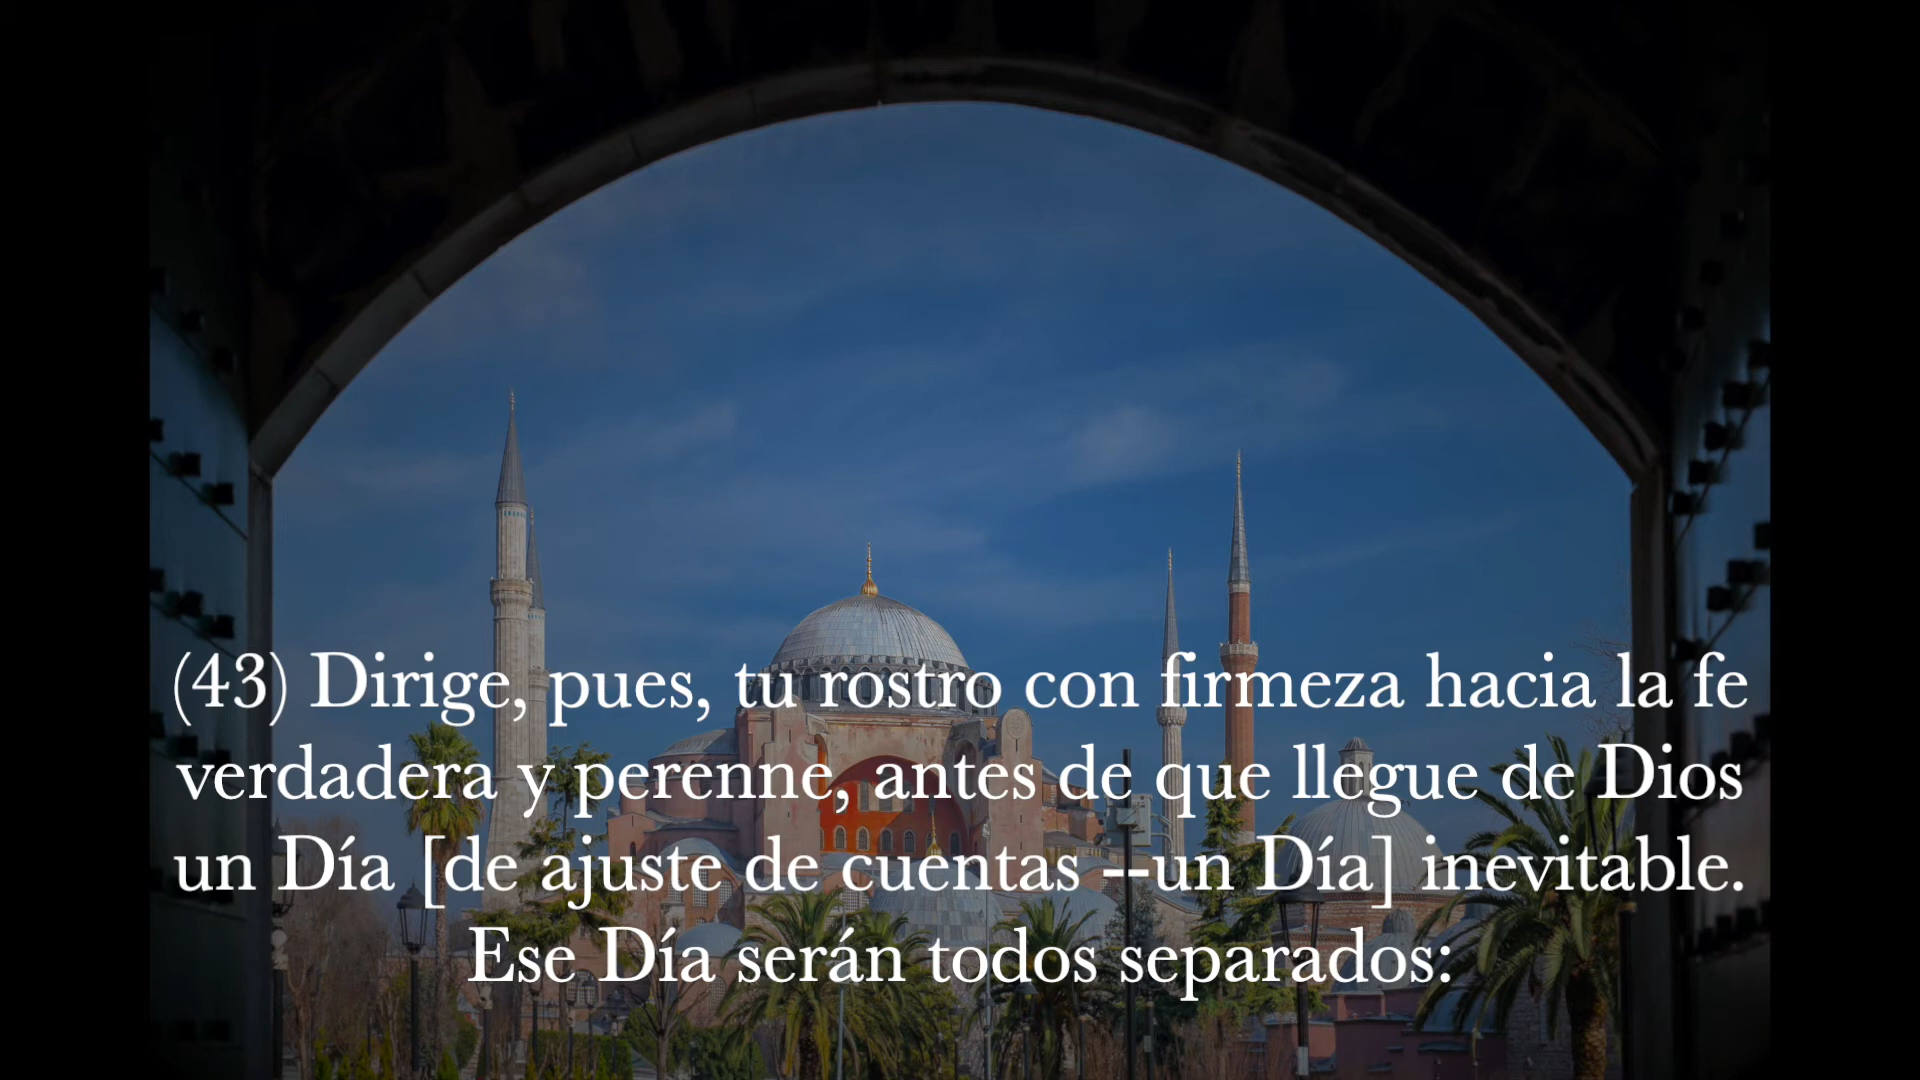 (43) Dirige, pues, tu rostro con firmeza hacia la fe
verdadera y perenne, antes de que llegue de Dios
un Día [de ajuste de cuentas --un Día] inevitable.
Ese Día serán todos separados: